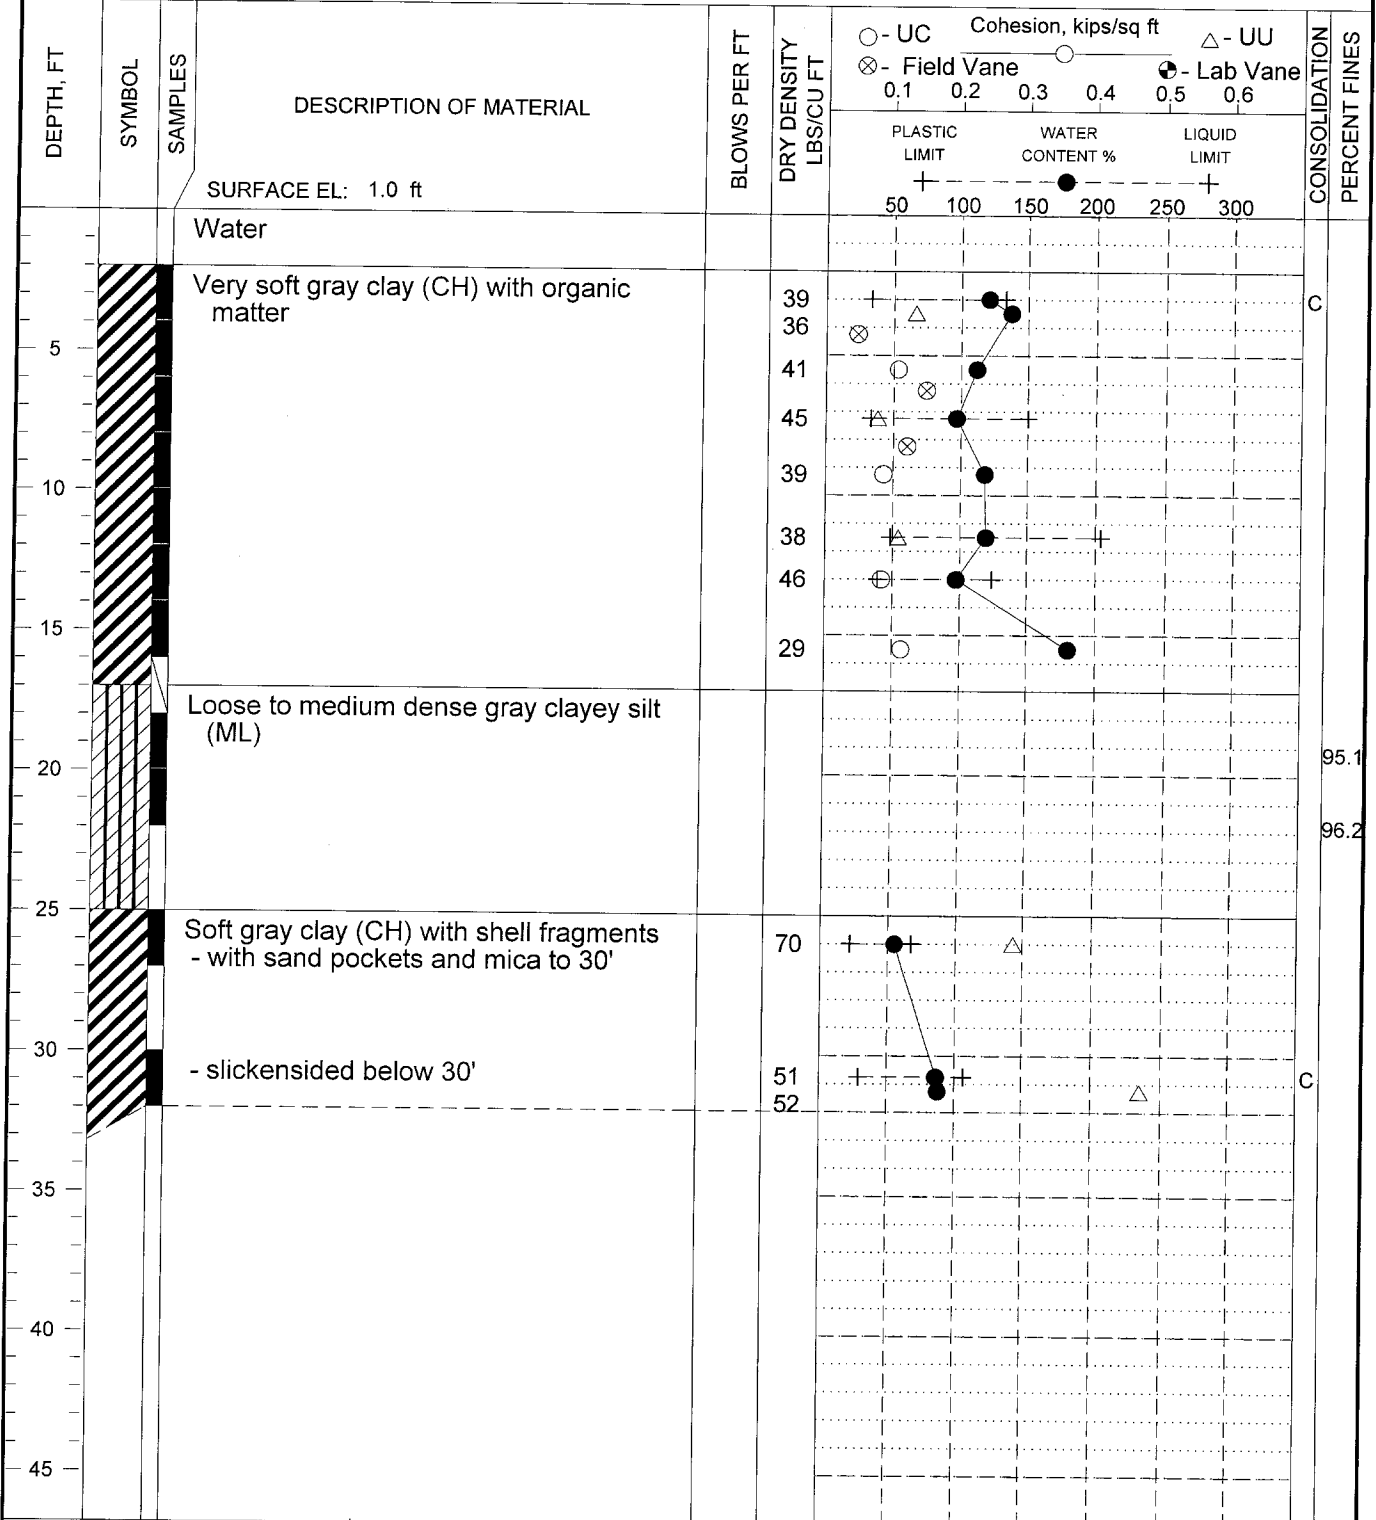 DEPTH, FT
SYMBOL
SAMPLES
DESCRIPTION OF MATERIAL
SURFACE EL: 1.0 ft
BLOWS PER FT
DRY DENSITY
LBS/CU FT
- UC
Cohesion, kips/sq ft
- UU
- Field Vane
- Lab Vane
0.1 0.2 0.3 0.4 0.5 0.6
PLASTIC
LIMIT
WATER
CONTENT %
LIQUID
LIMIT
50 100 150 200 250 300
CONSOLIDATION
PERCENT FINES
Water
Very soft gray clay (CH) with organic
matter
39
C
36
5
41
45
39
10
38
46
15
29
Loose to medium dense gray clayey silt
(ML)
95.1
20
96.2
25
Soft gray clay (CH) with shell fragments
- with sand pockets and mica to 30'
70
30
- slickensided below 30'
51
C
52
35
40
45